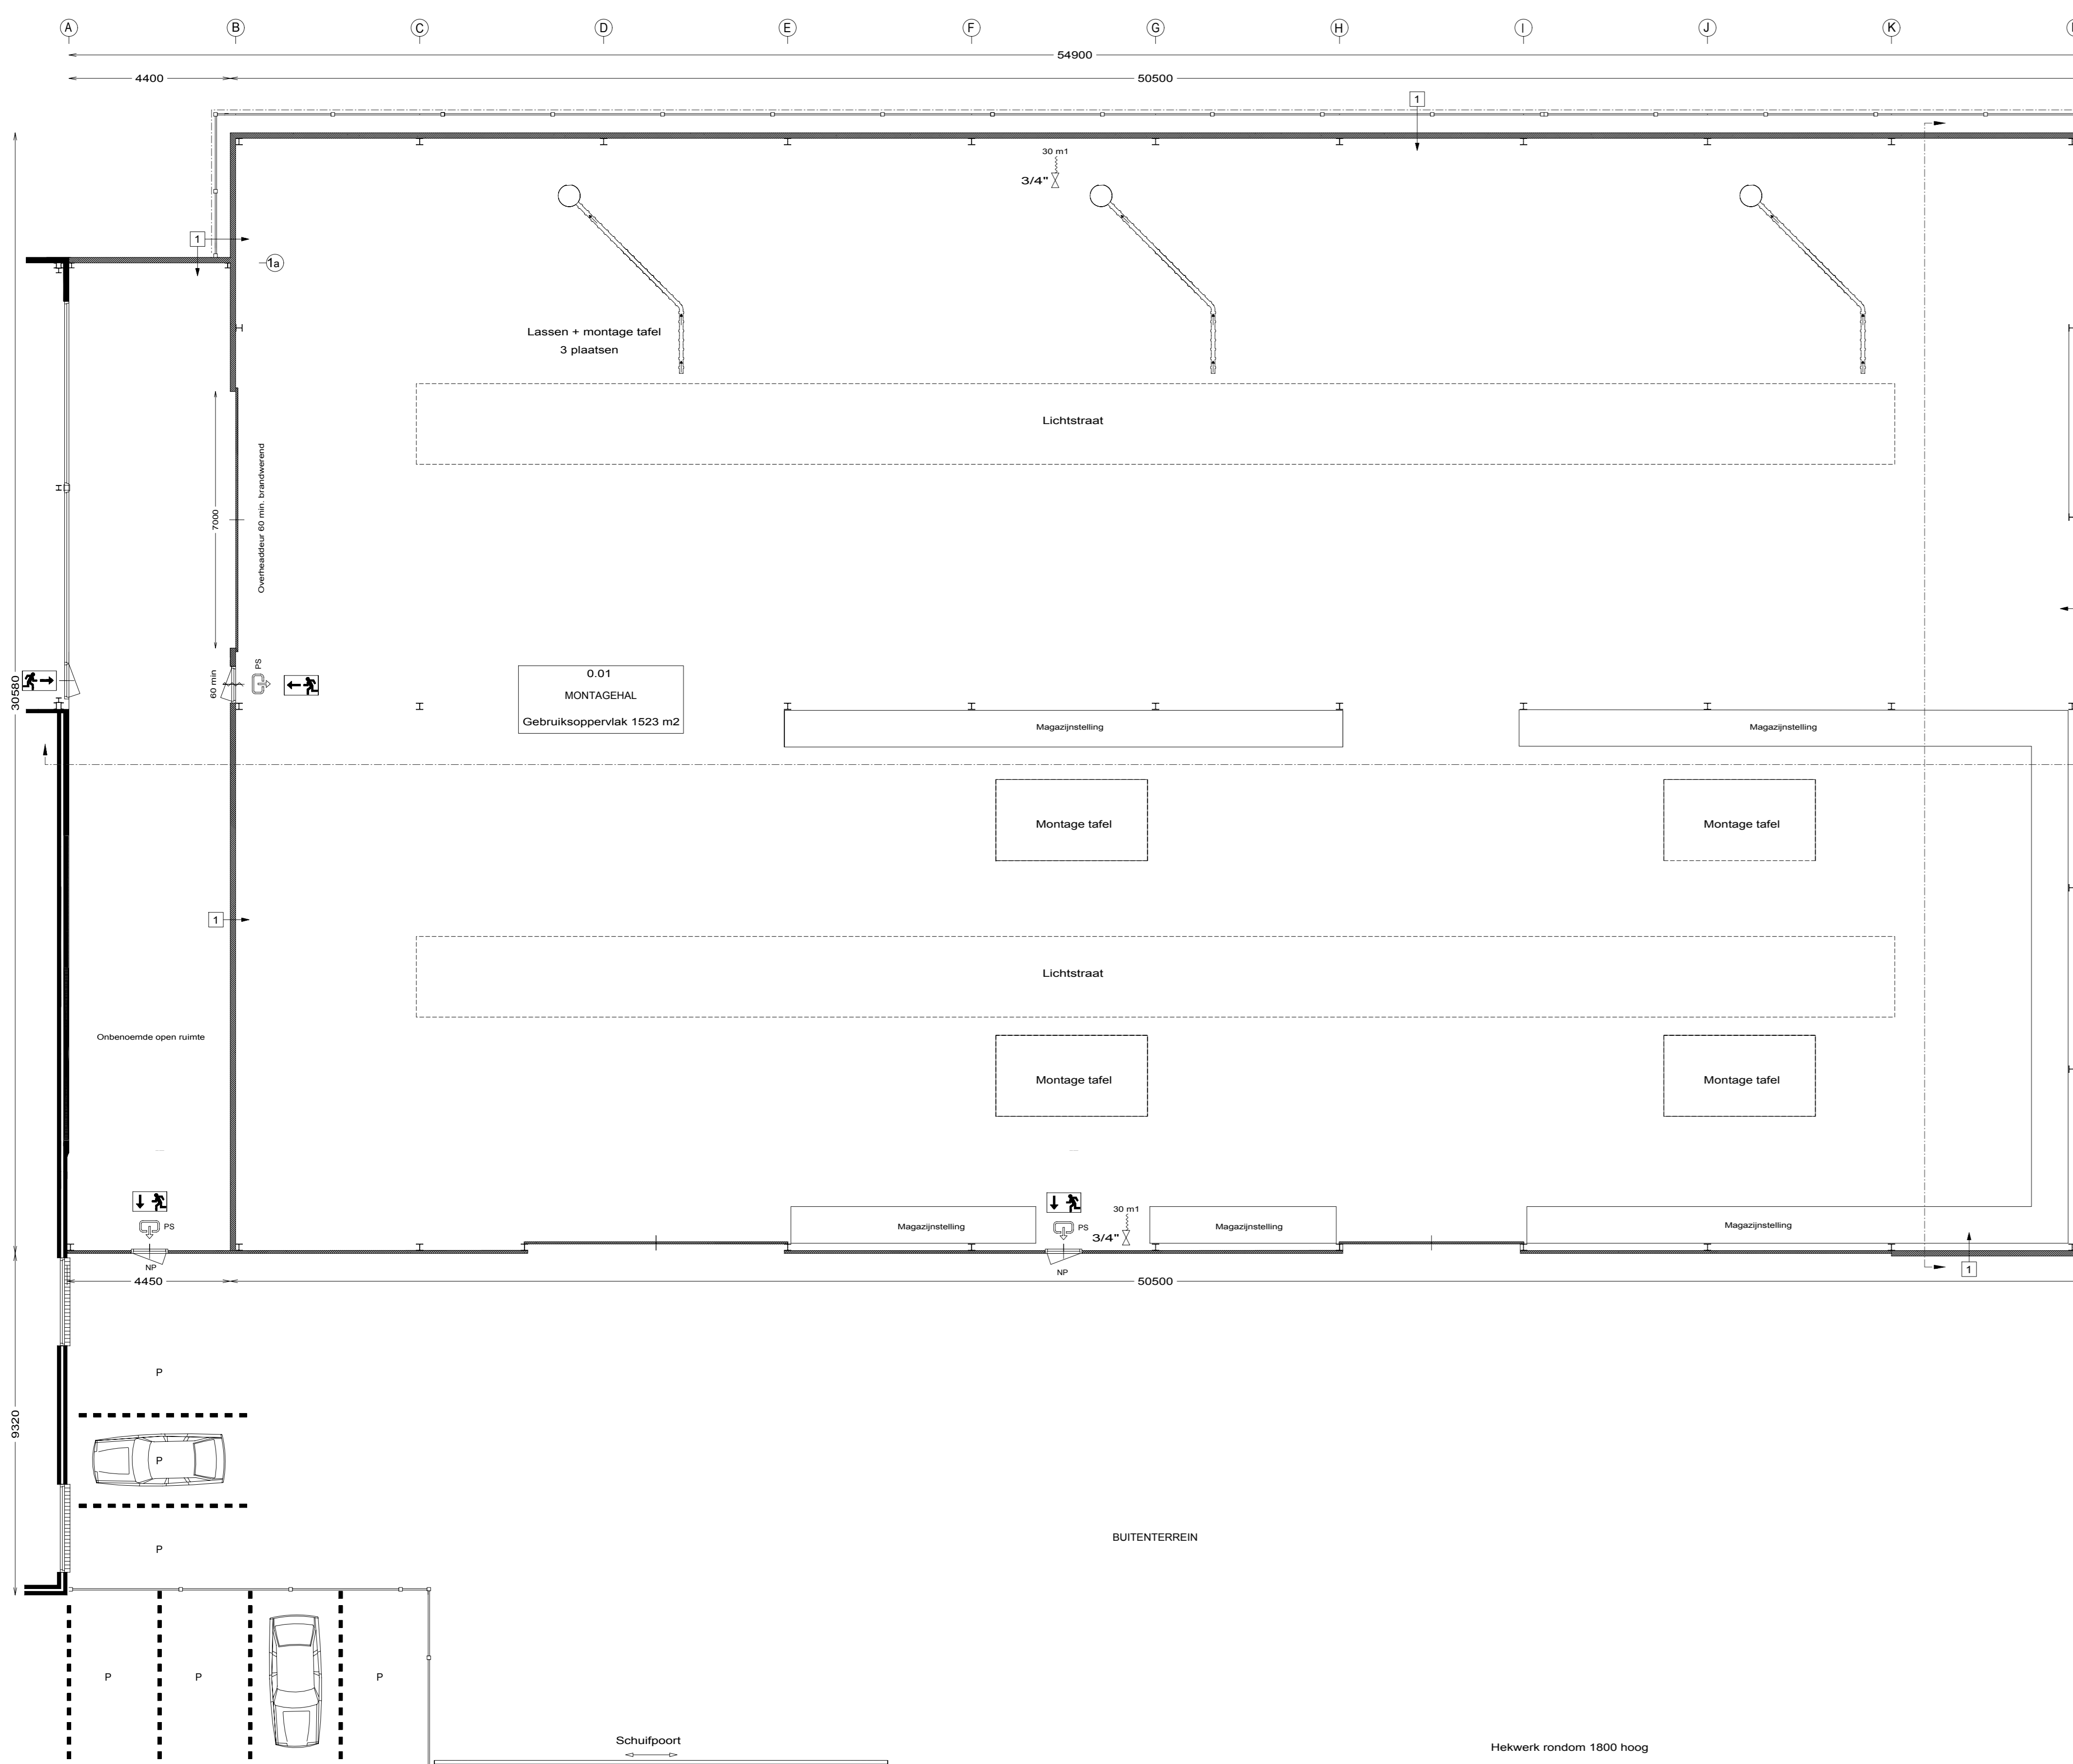 A B C D E F G H I J K
54900
4400 50500
1
30 m1
3/4"
1
1a
Lassen + montage tafel
3 plaatsen
Lichtstraat
7000
Overheaddeur 60 min. brandwerend
30580
60 min
PS
0.01
MONTAGEHAL
Gebruiksoppervlak 1523 m2
Magazijnstelling
Magazijnstelling
Montage tafel
Montage tafel
1
Lichtstraat
Onbenoemde open ruimte
Montage tafel
Montage tafel
PS
NP
Magazijnstelling
PS
NP
30 m1
3/4"
Magazijnstelling
Magazijnstelling
1
4450 50500
P
9320
P
P
BUITENTERREIN
P P P
Schuifpoort
Hekwerk rondom 1800 hoog